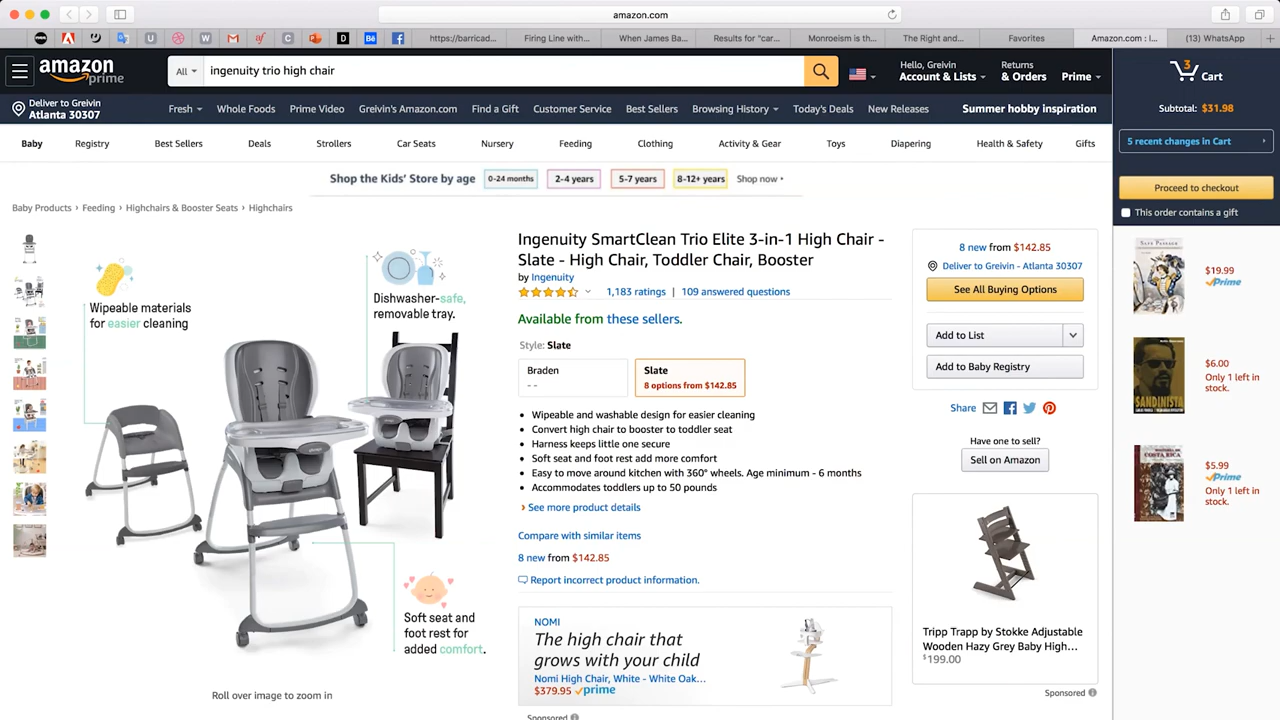 amazon.com
https://barricad...
Firing Line with...
When James Ba...
Results for "car...
Monroeism is th...
The Right and...
Favorites
Amazon.com : I...
(13) WhatsApp
amazon
prime
All
ingenuity trio high chair
Hello, Greivin
Account & Lists
Returns
& Orders
Prime
3
Cart
Deliver to Greivin
Atlanta 30307
Fresh
Whole Foods
Prime Video
Greivin's Amazon.com
Find a Gift
Customer Service
Best Sellers
Browsing History
Today's Deals
New Releases
Summer hobby inspiration
Subtotal: $31.98
5 recent changes in Cart
Proceed to checkout
This order contains a gift
Baby
Registry
Best Sellers
Deals
Strollers
Car Seats
Nursery
Feeding
Clothing
Activity & Gear
Toys
Diapering
Health & Safety
Gifts
Shop the Kids' Store by age
0-24 months
2-4 years
5-7 years
8-12+ years
Shop now ›
Baby Products › Feeding › Highchairs & Booster Seats › Highchairs
Wipeable materials
for easier cleaning
Dishwasher-safe,
removable tray.
Soft seat and
foot rest for
added comfort.
Roll over image to zoom in
Ingenuity SmartClean Trio Elite 3-in-1 High Chair -
Slate - High Chair, Toddler Chair, Booster
by Ingenuity
1,183 ratings | 109 answered questions
Available from these sellers.
Style: Slate
Braden
- -
Slate
8 options from $142.85
• Wipeable and washable design for easier cleaning
• Convert high chair to booster to toddler seat
• Harness keeps little one secure
• Soft seat and foot rest add more comfort
• Easy to move around kitchen with 360° wheels. Age minimum - 6 months
• Accommodates toddlers up to 50 pounds
› See more product details
Compare with similar items
8 new from $142.85
Report incorrect product information.
NOMI
The high chair that
grows with your child
Nomi High Chair, White - White Oak...
$379.95 prime
Sponsored
8 new from $142.85
Deliver to Greivin - Atlanta 30307
See All Buying Options
Add to List
Add to Baby Registry
Share
Have one to sell?
Sell on Amazon
Tripp Trapp by Stokke Adjustable
Wooden Hazy Grey Baby High...
$199.00
Sponsored
$19.99
prime
SANDINISTA
$6.00
Only 1 left in
stock.
COSTA RICA
$5.99
prime
Only 1 left in
stock.